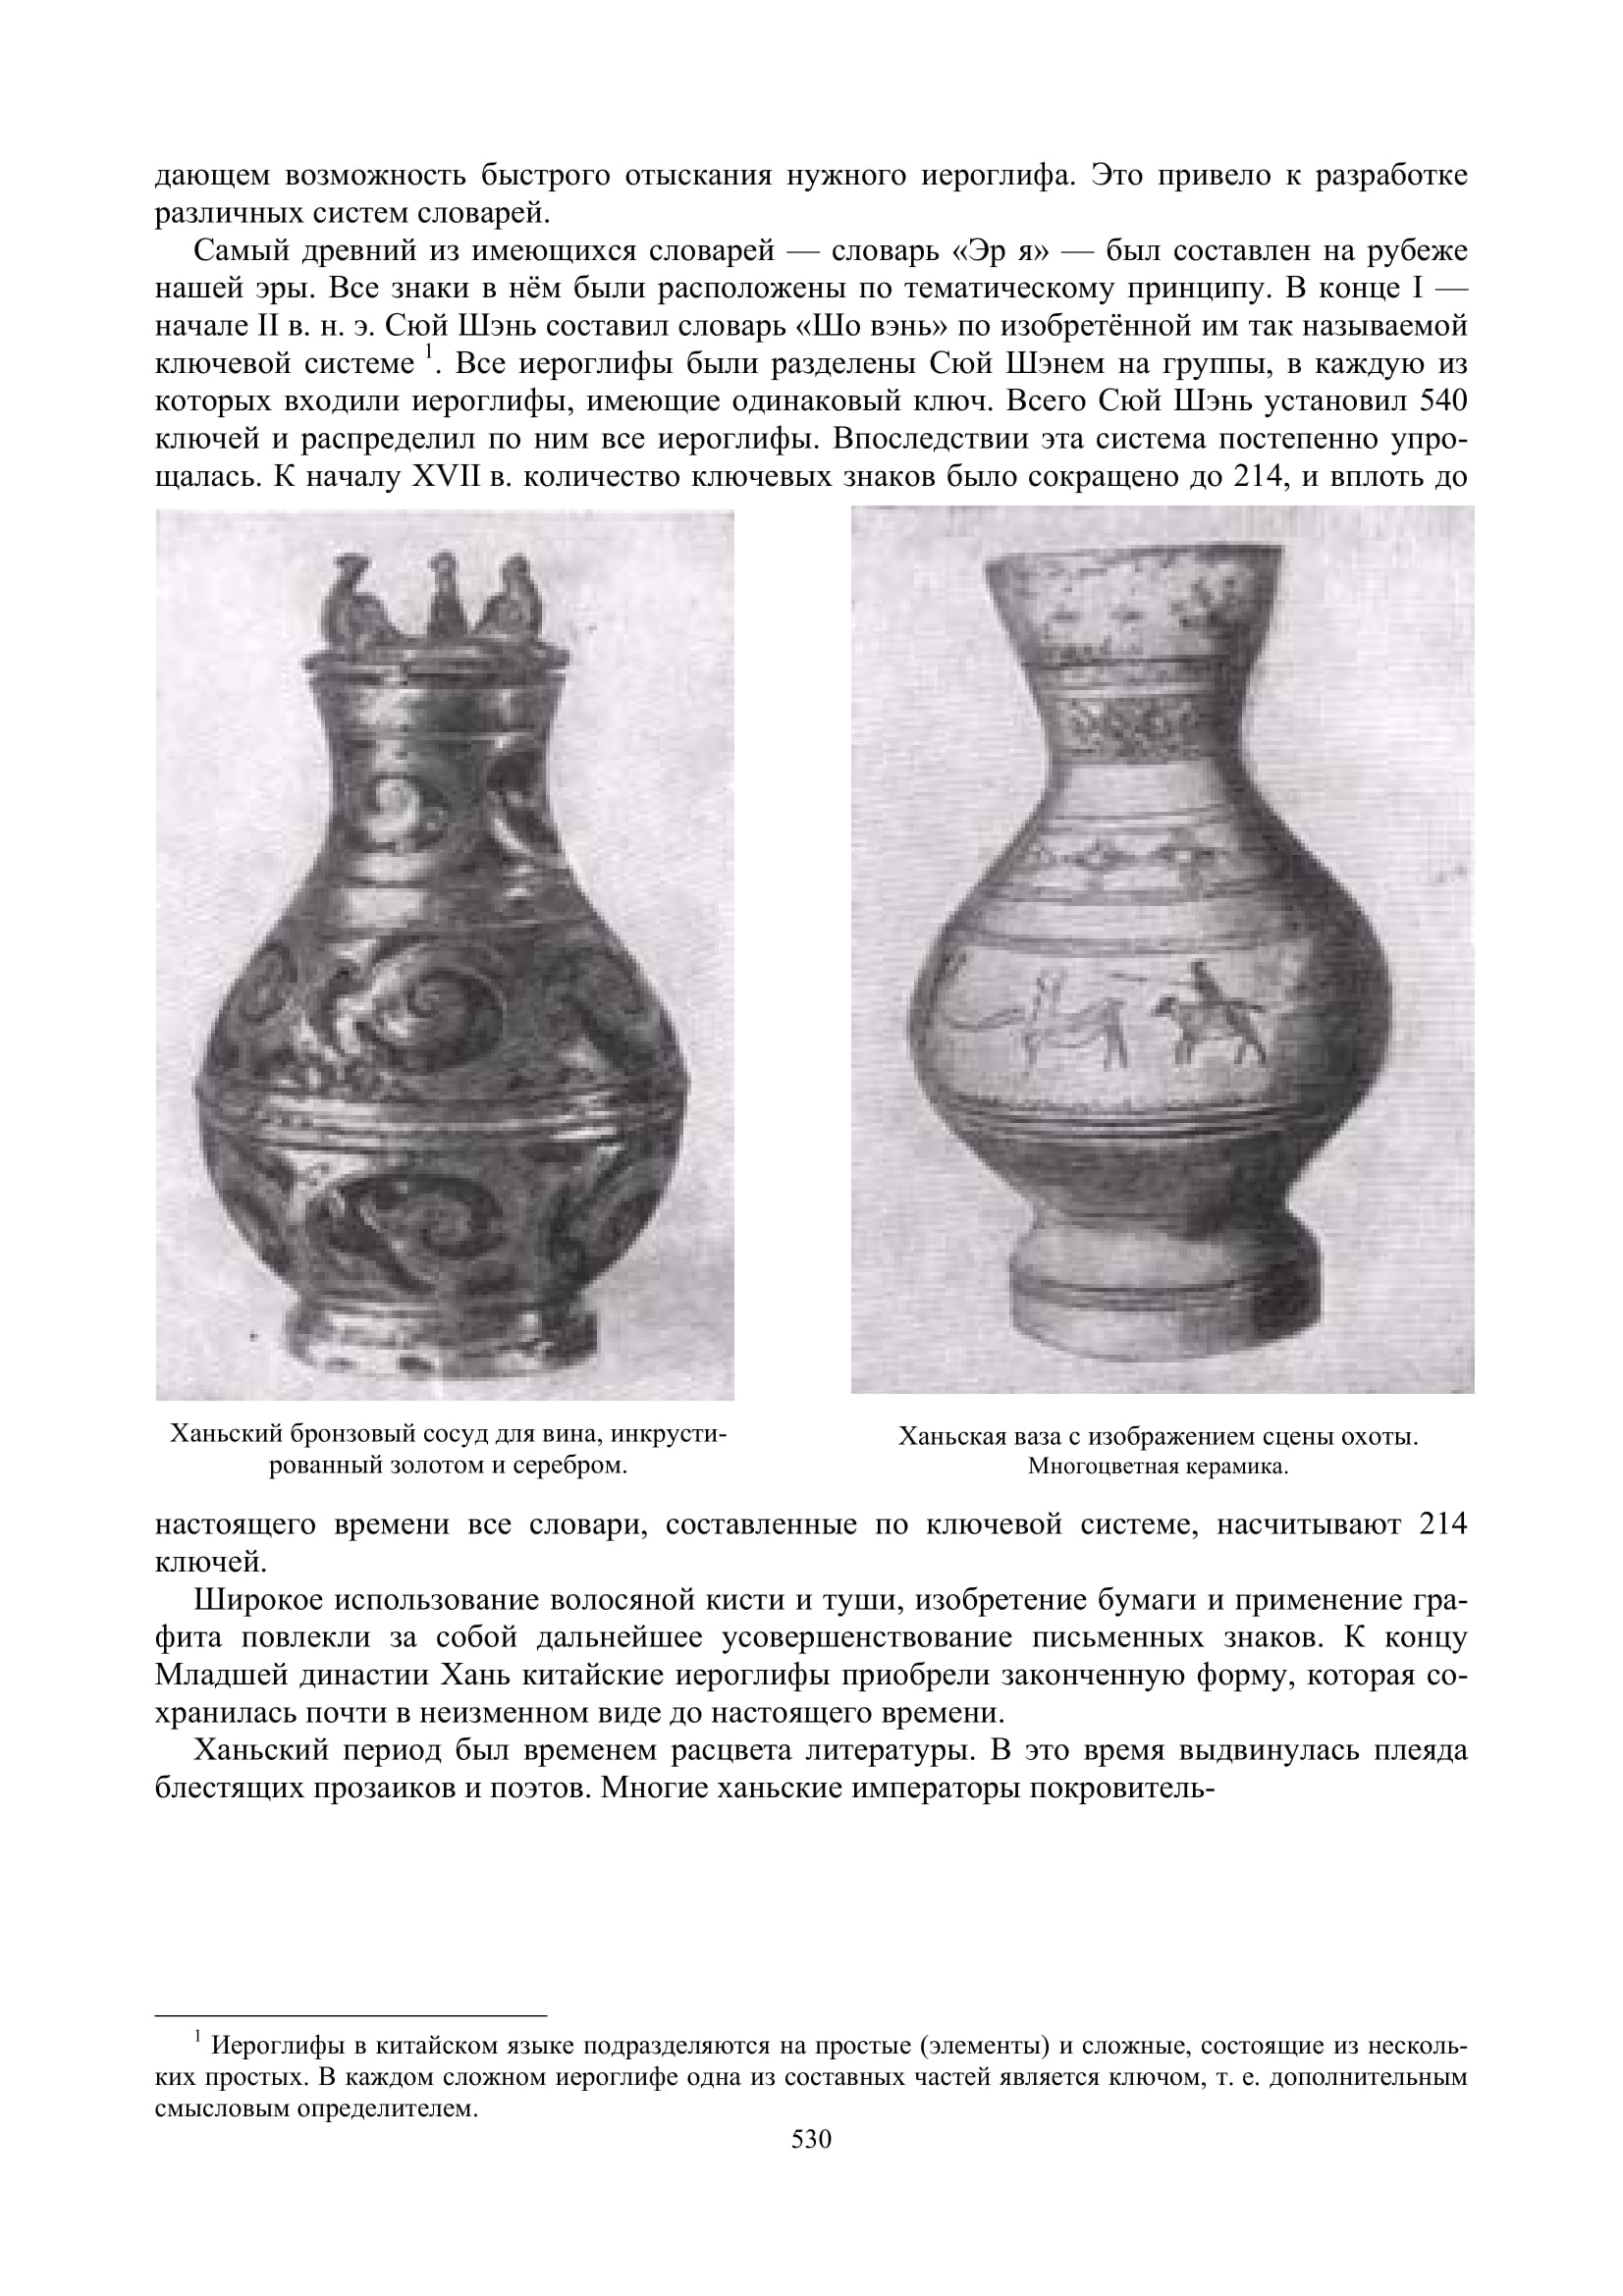 дающем возможность быстрого отыскания нужного иероглифа. Это привело к разработке
различных систем словарей.
Самый древний из имеющихся словарей — словарь «Эр я» — был составлен на рубеже
нашей эры. Все знаки в нём были расположены по тематическому принципу. В конце I —
начале II в. н. э. Сюй Шэнь составил словарь «Шо вэнь» по изобретённой им так называемой
ключевой системе 1. Все иероглифы были разделены Сюй Шэнем на группы, в каждую из
которых входили иероглифы, имеющие одинаковый ключ. Всего Сюй Шэнь установил 540
ключей и распределил по ним все иероглифы. Впоследствии эта система постепенно упро-
щалась. К началу XVII в. количество ключевых знаков было сокращено до 214, и вплоть до
Ханьский бронзовый сосуд для вина, инкрусти-
рованный золотом и серебром.
Ханьская ваза с изображением сцены охоты.
Многоцветная керамика.
настоящего времени все словари, составленные по ключевой системе, насчитывают 214
ключей.
Широкое использование волосяной кисти и туши, изобретение бумаги и применение гра-
фита повлекли за собой дальнейшее усовершенствование письменных знаков. К концу
Младшей династии Хань китайские иероглифы приобрели законченную форму, которая со-
хранилась почти в неизменном виде до настоящего времени.
Ханьский период был временем расцвета литературы. В это время выдвинулась плеяда
блестящих прозаиков и поэтов. Многие ханьские императоры покровитель-
1 Иероглифы в китайском языке подразделяются на простые (элементы) и сложные, состоящие из несколь-
ких простых. В каждом сложном иероглифе одна из составных частей является ключом, т. е. дополнительным
смысловым определителем.
530